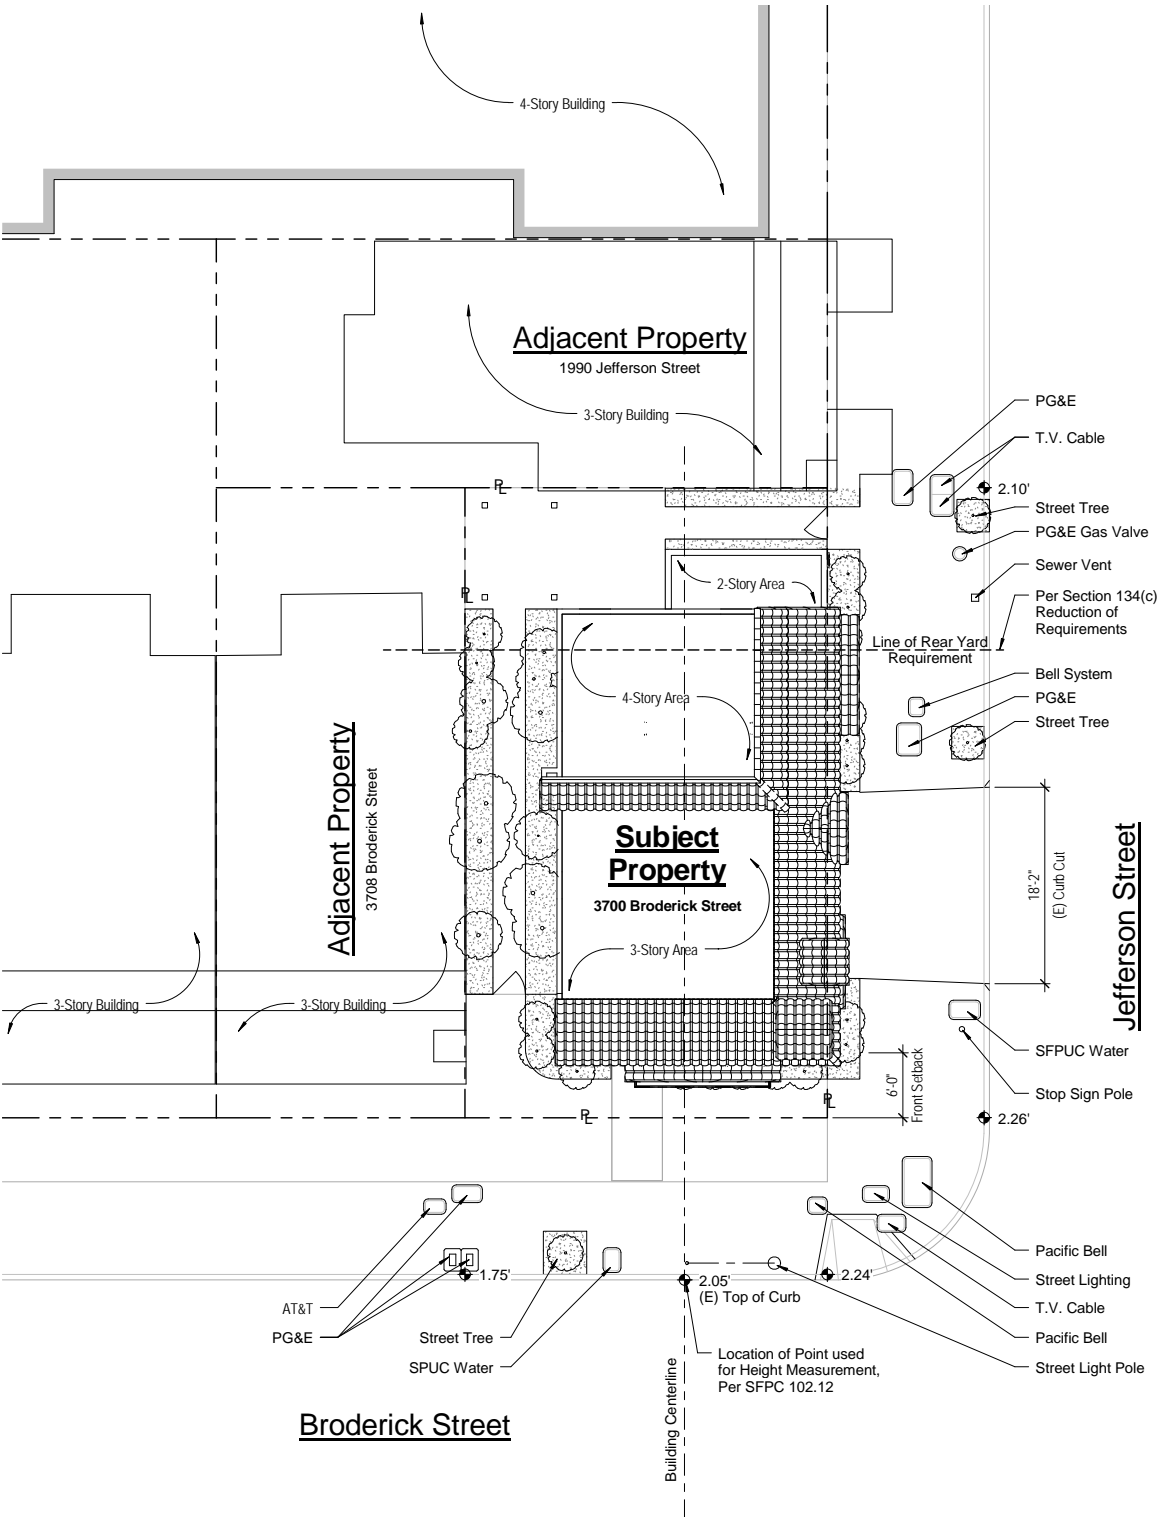 4-Story Building
Adjacent Property
1990 Jefferson Street
3-Story Building
PG&E
T.V. Cable
2.10'
Street Tree
PG&E Gas Valve
Sewer Vent
Per Section 134(c)
Reduction of
Requirements
PL
PL
2-Story Area
Line of Rear Yard
Requirement
Bell System
PG&E
Street Tree
4-Story Area
Adjacent Property
3708 Broderick Street
Subject
Property
3700 Broderick Street
3-Story Area
18'-2"
(E) Curb Cut
Jefferson Street
3-Story Building
3-Story Building
SFPUC Water
Stop Sign Pole
6'-0"
Front Setback
PL
PL
2.26'
Pacific Bell
Street Lighting
T.V. Cable
Pacific Bell
Street Light Pole
1.75'
2.05'
(E) Top of Curb
2.24'
AT&T
PG&E
Street Tree
SPUC Water
Location of Point used
for Height Measurement,
Per SFPC 102.12
Building Centerline
Broderick Street